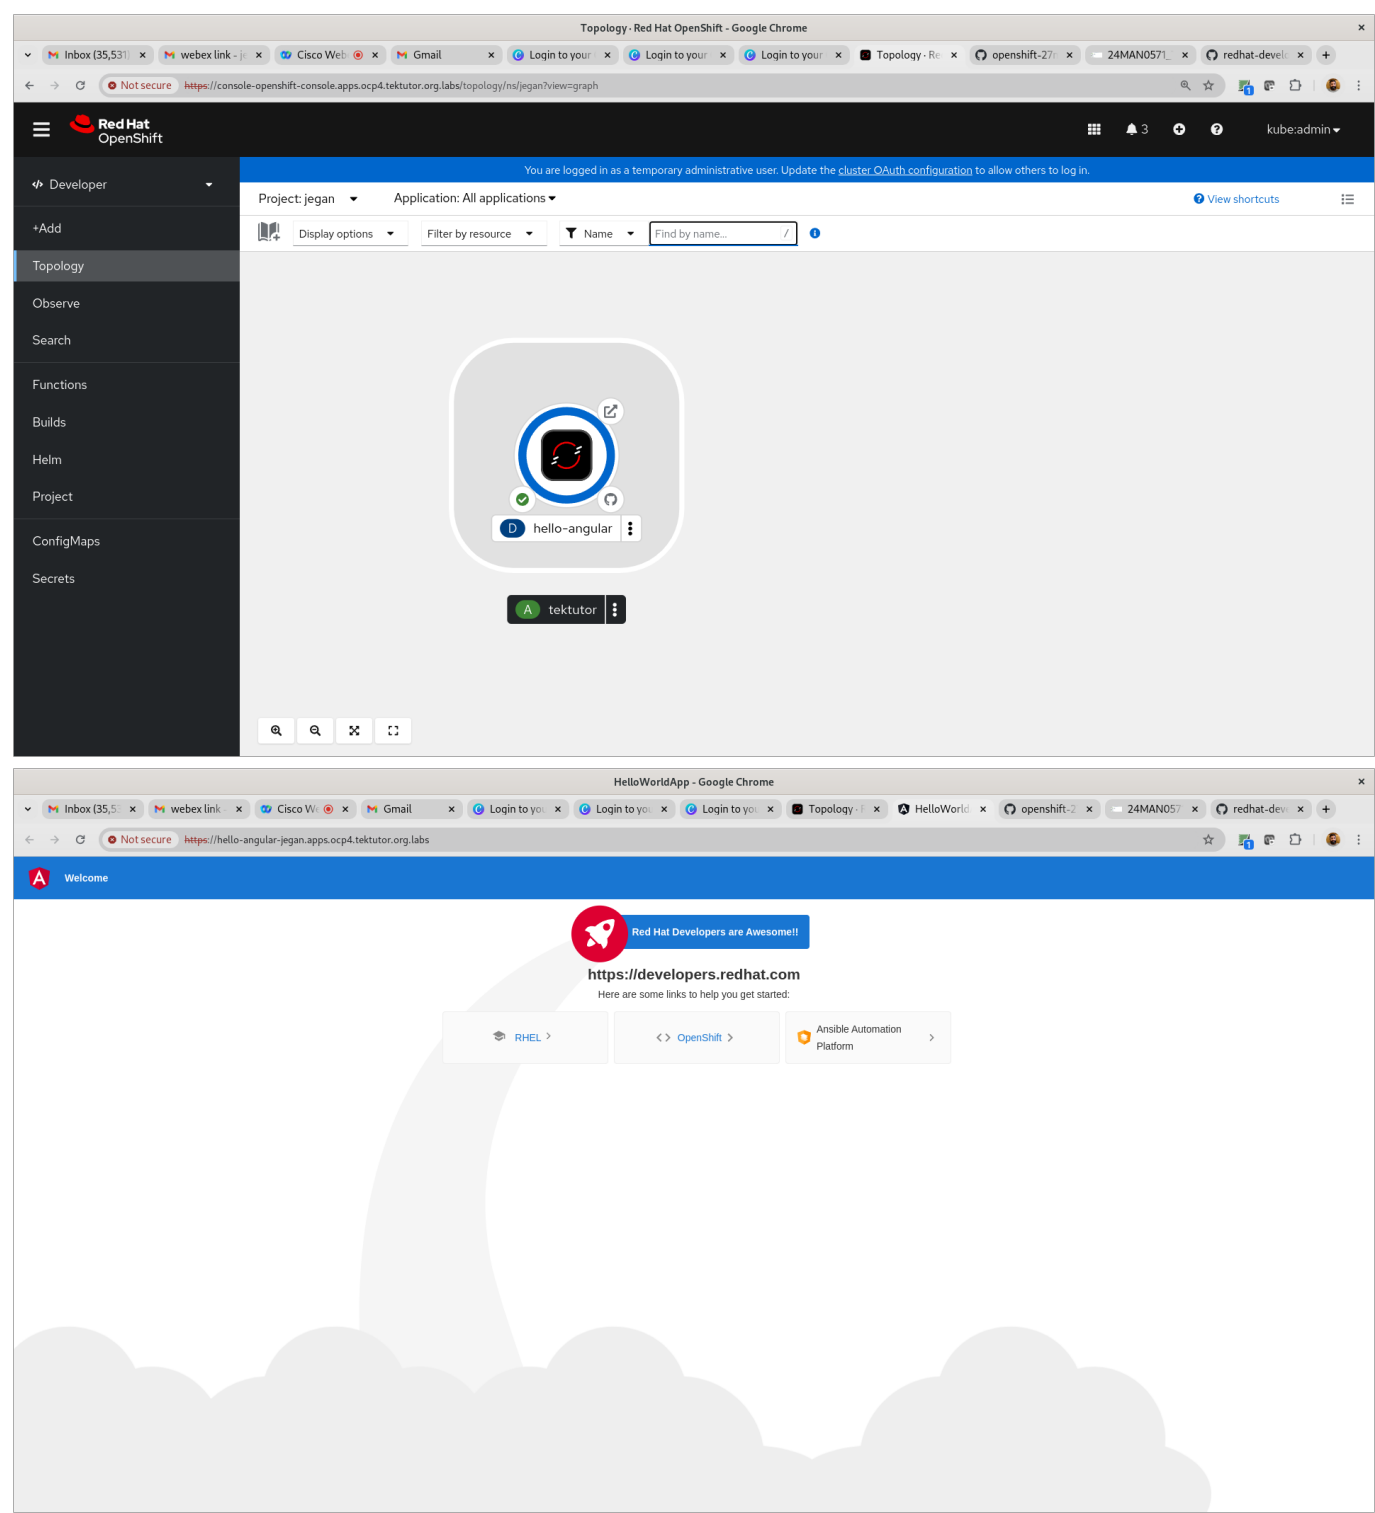 Topology · Red Hat OpenShift - Google Chrome
Inbox (35,531) webex link - Cisco Web Gmail Login to your Login to your Login to your Topology · Re openshift-27 24MAN0571_ redhat-develo
Not secure https://console-openshift-console.apps.ocp4.tektutor.org.labs/topology/ns/jegan?view=graph
1
Red Hat
OpenShift
3
kube:admin
You are logged in as a temporary administrative user. Update the cluster OAuth configuration to allow others to log in.
Developer
Project: jegan
Application: All applications
View shortcuts
+Add
Display options
Filter by resource
Name
Find by name...
/
Topology
Observe
Search
Functions
Builds
Helm
Project
ConfigMaps
Secrets
D hello-angular
A tektutor
HelloWorldApp - Google Chrome
Inbox (35,5 webex link Cisco We Gmail Login to you Login to you Login to you Topology · HelloWorld openshift-2 24MAN057 redhat-dev
Not secure https://hello-angular-jegan.apps.ocp4.tektutor.org.labs
1
A Welcome
Red Hat Developers are Awesome!!
https://developers.redhat.com
Here are some links to help you get started:
RHEL
OpenShift
Ansible Automation
Platform